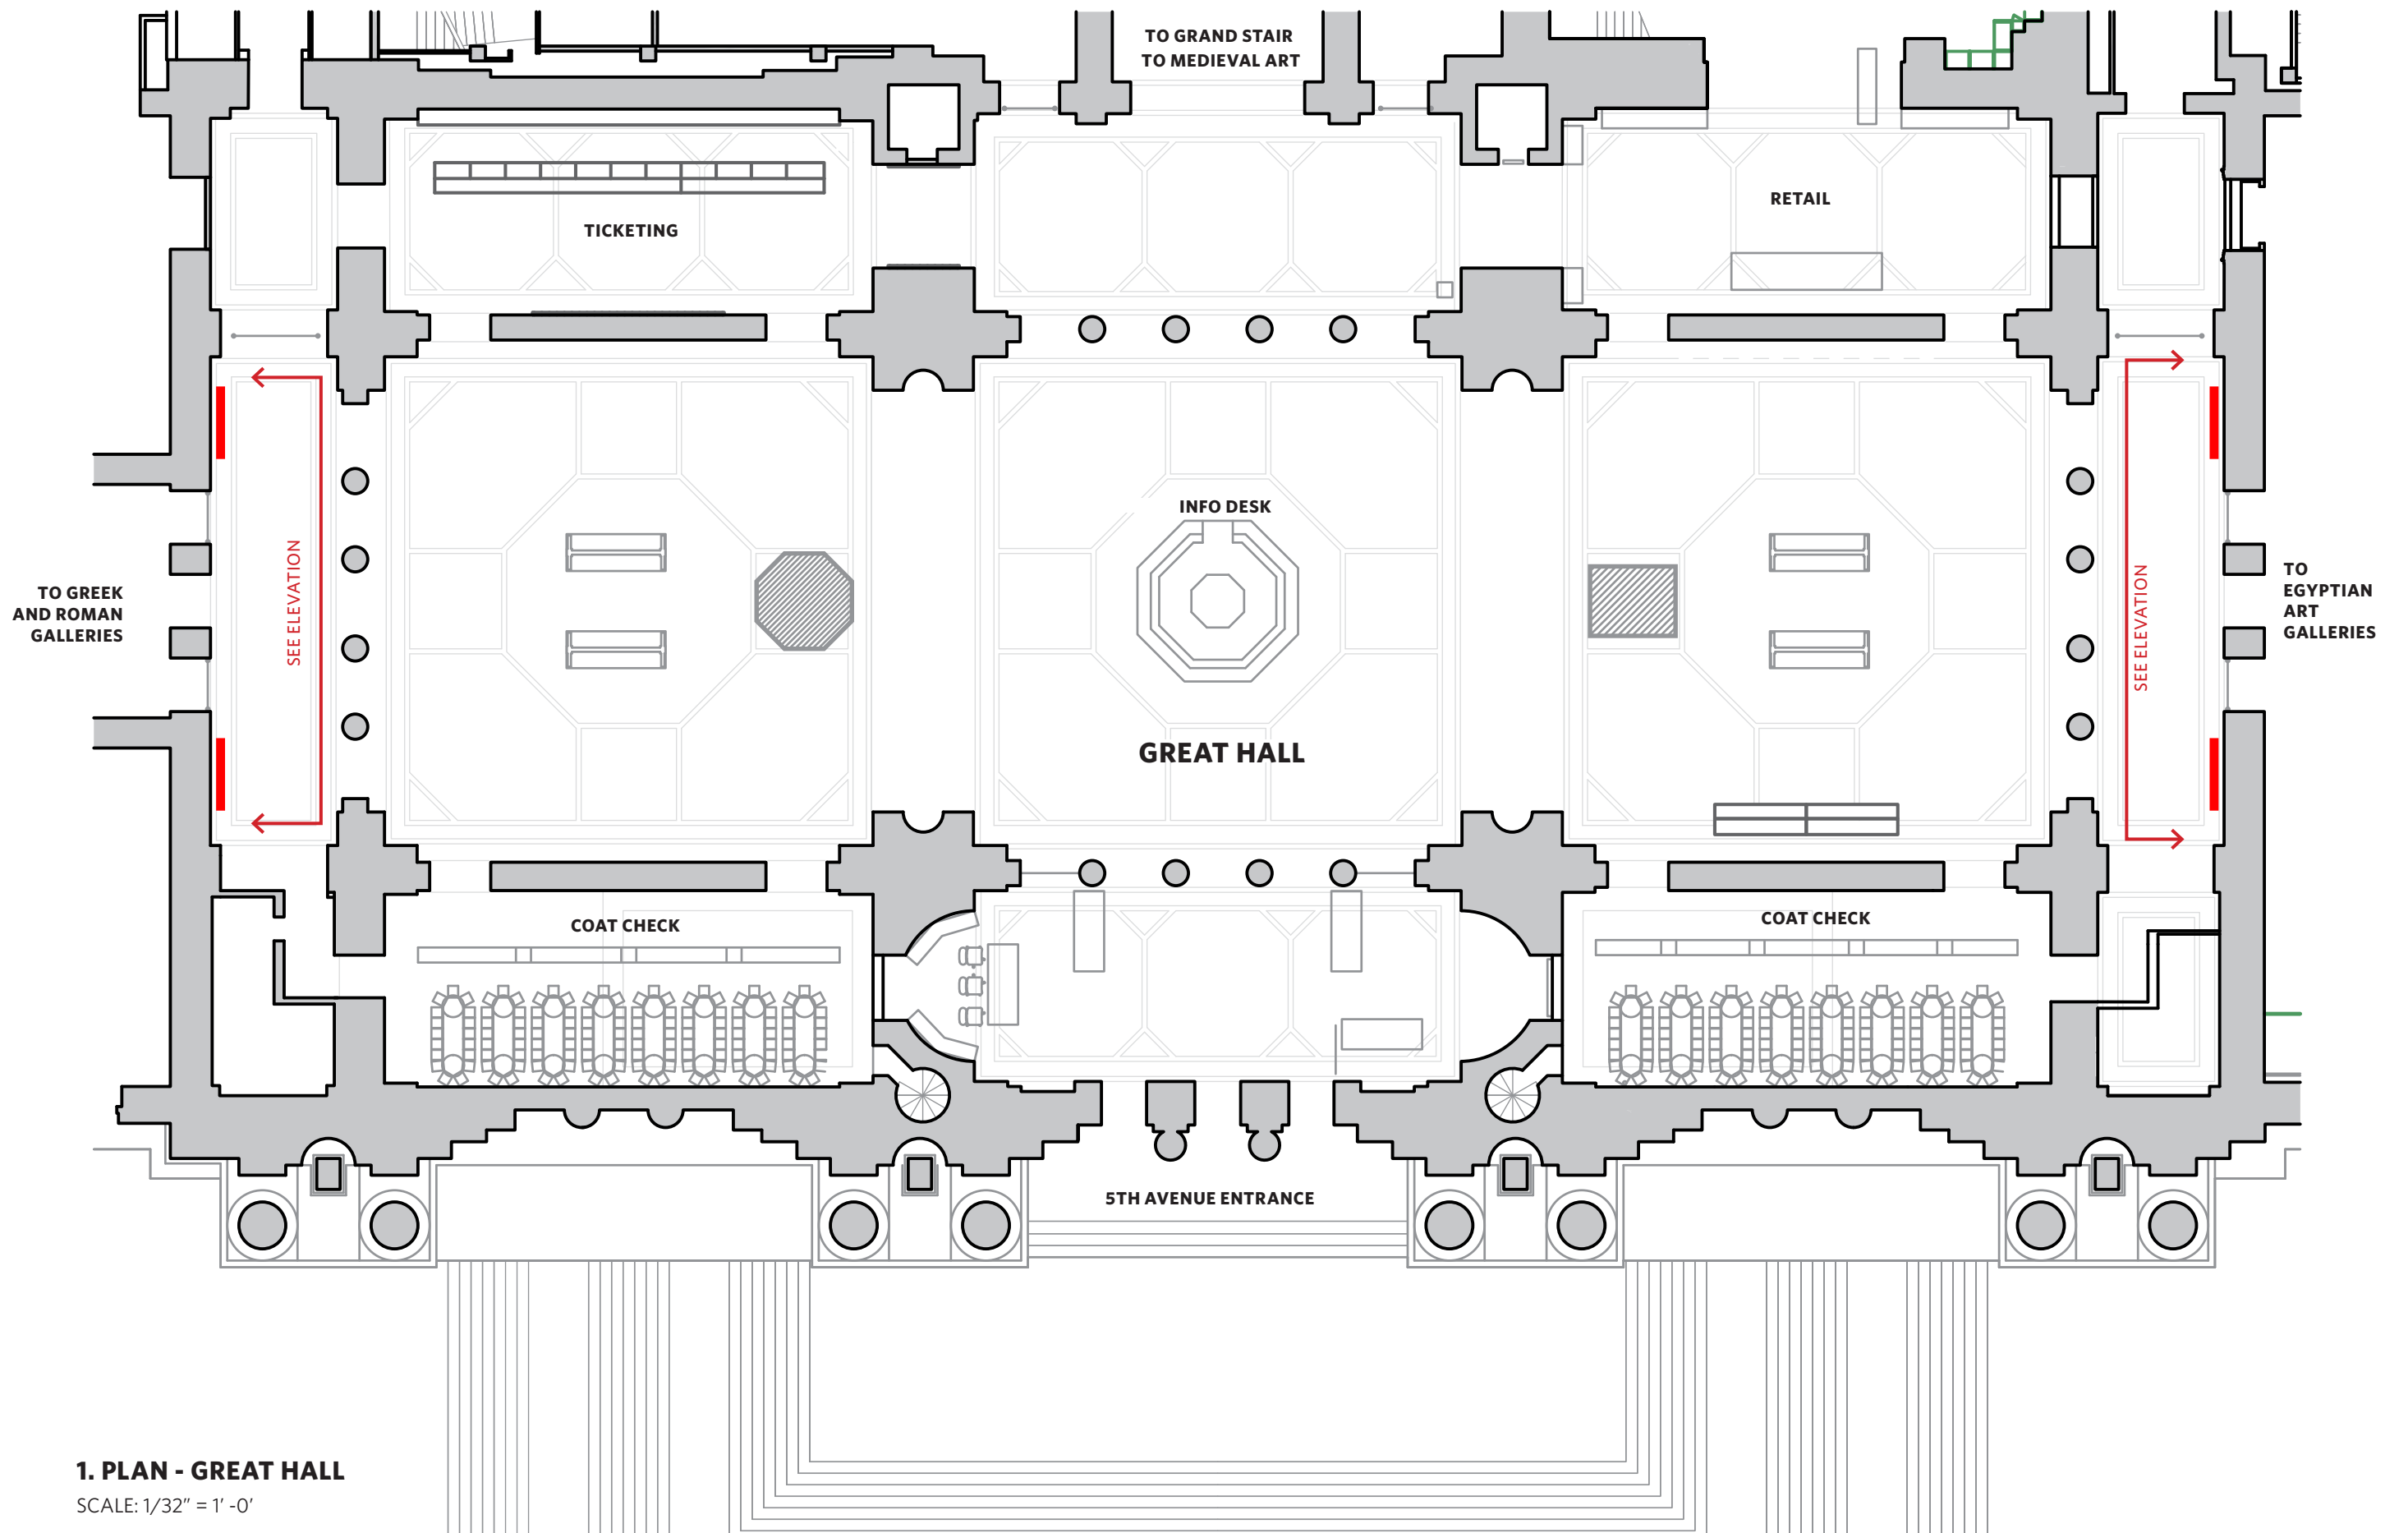 TO GRAND STAIR
TO MEDIEVAL ART
RETAIL
TICKETING
INFO DESK
TO GREEK
AND ROMAN
GALLERIES
SEE ELEVATION
SEE ELEVATION
TO
EGYPTIAN
ART
GALLERIES
GREAT HALL
COAT CHECK
COAT CHECK
5TH AVENUE ENTRANCE
1. PLAN - GREAT HALL
SCALE: 1/32” = 1’ -0’